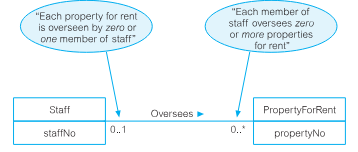 “Each property for rent
is overseen by zero or
one member of staff”
“Each member of
staff oversees zero
or more properties
for rent”
Staff
staffNo
0..1
Oversees ►
0..*
PropertyForRent
propertyNo